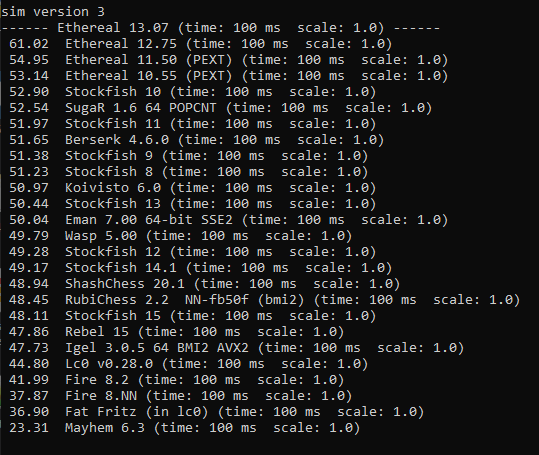 sim version 3
------ Ethereal 13.07 (time: 100 ms  scale: 1.0) ------
 61.02  Ethereal 12.75 (time: 100 ms  scale: 1.0)
 54.95  Ethereal 11.50 (PEXT) (time: 100 ms  scale: 1.0)
 53.14  Ethereal 10.55 (PEXT) (time: 100 ms  scale: 1.0)
 52.90  Stockfish 10 (time: 100 ms  scale: 1.0)
 52.54  SugaR 1.6 64 POPCNT (time: 100 ms  scale: 1.0)
 51.97  Stockfish 11 (time: 100 ms  scale: 1.0)
 51.65  Berserk 4.6.0 (time: 100 ms  scale: 1.0)
 51.38  Stockfish 9 (time: 100 ms  scale: 1.0)
 51.23  Stockfish 8 (time: 100 ms  scale: 1.0)
 50.97  Koivisto 6.0 (time: 100 ms  scale: 1.0)
 50.44  Stockfish 13 (time: 100 ms  scale: 1.0)
 50.04  Eman 7.00 64-bit SSE2 (time: 100 ms  scale: 1.0)
 49.79  Wasp 5.00 (time: 100 ms  scale: 1.0)
 49.28  Stockfish 12 (time: 100 ms  scale: 1.0)
 49.17  Stockfish 14.1 (time: 100 ms  scale: 1.0)
 48.94  ShashChess 20.1 (time: 100 ms  scale: 1.0)
 48.45  RubiChess 2.2  NN-fb50f (bmi2) (time: 100 ms  scale: 1.0)
 48.11  Stockfish 15 (time: 100 ms  scale: 1.0)
 47.86  Rebel 15 (time: 100 ms  scale: 1.0)
 47.73  Igel 3.0.5 64 BMI2 AVX2 (time: 100 ms  scale: 1.0)
 44.80  Lc0 v0.28.0 (time: 100 ms  scale: 1.0)
 41.99  Fire 8.2 (time: 100 ms  scale: 1.0)
 37.87  Fire 8.NN (time: 100 ms  scale: 1.0)
 36.90  Fat Fritz (in lc0) (time: 100 ms  scale: 1.0)
 23.31  Mayhem 6.3 (time: 100 ms  scale: 1.0)